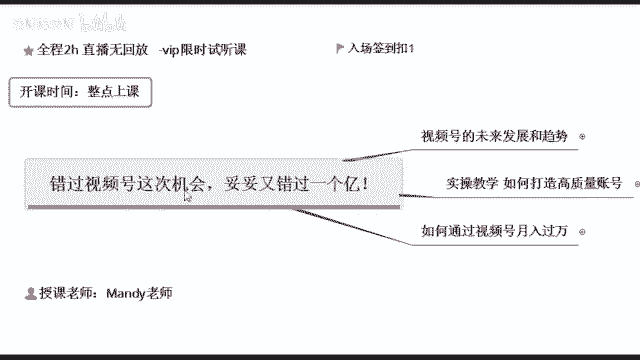 全程2h 直播无回放 -vip限时试听课
入场签到扣1
开课时间：整点上课
视频号的未来发展和趋势
错过视频号这次机会，妥妥又错过一个亿！
实操教学 如何打造高质量账号
如何通过视频号月入过万
授课老师：Mandy老师